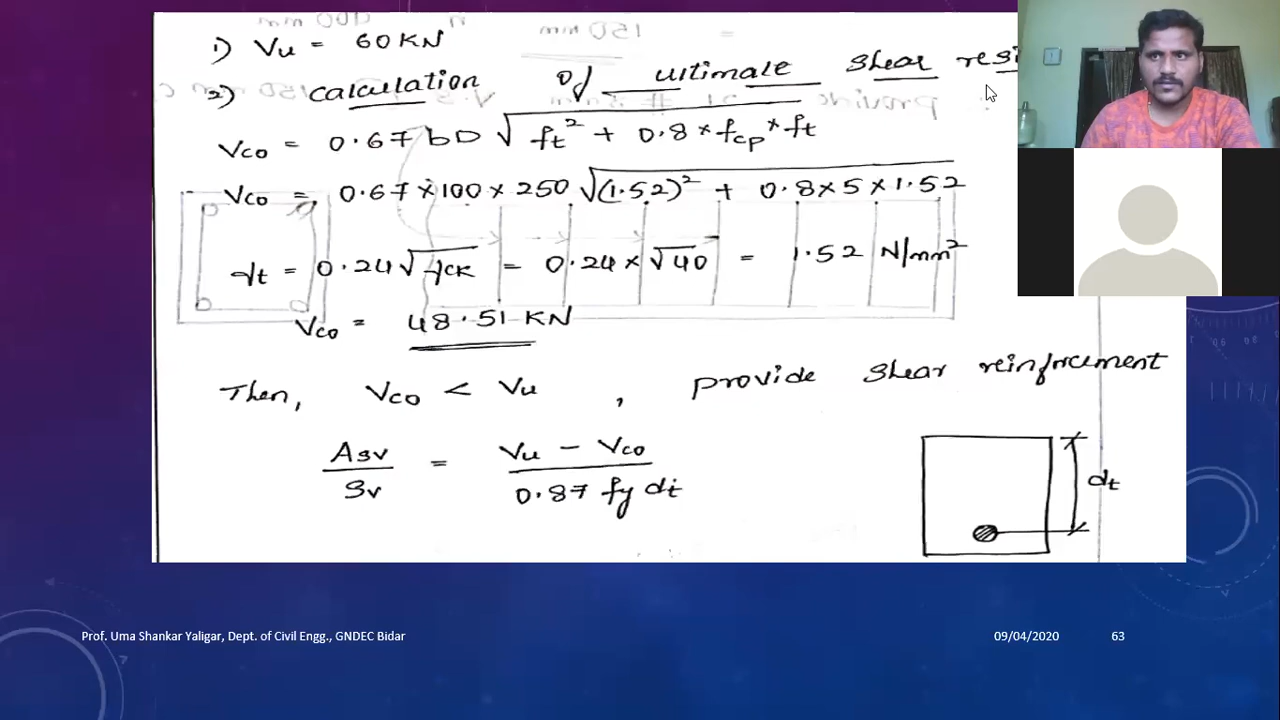 1) Vu = 60 KN
2) calculation of ultimate shear resi
Vco = 0.67 bD √ft² + 0.8 * fcp * ft
Vco = 0.67 × 100 × 250 √(1.52)² + 0.8 × 5 × 1.52
ft = 0.24 √fck = 0.24 × √40 = 1.52 N/mm²
Vco = 48.51 KN
Then, Vco < Vu , provide shear reinforcement
Asv / Sv = Vu - Vco / 0.87 fy dt
dt
Prof. Uma Shankar Yaligar, Dept. of Civil Engg., GNDEC Bidar 09/04/2020 63